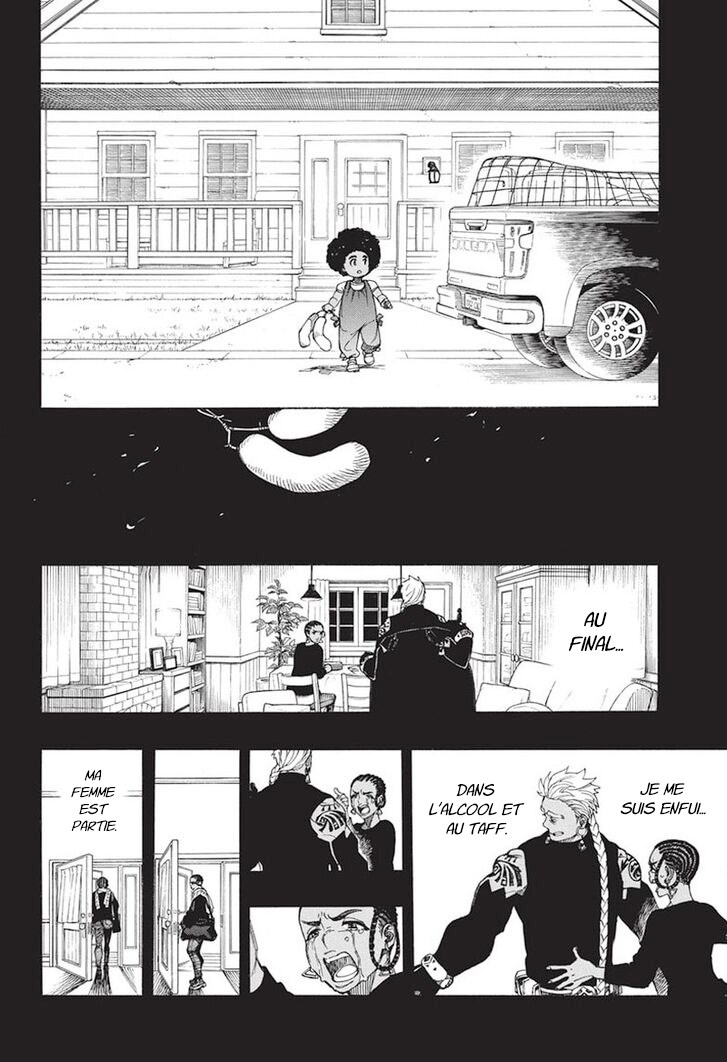 AU
FINAL...
JE ME
SUIS ENFUI...
DANS
L'ALCOOL ET
AU TAFF.
MA
FEMME
EST
PARTIE.